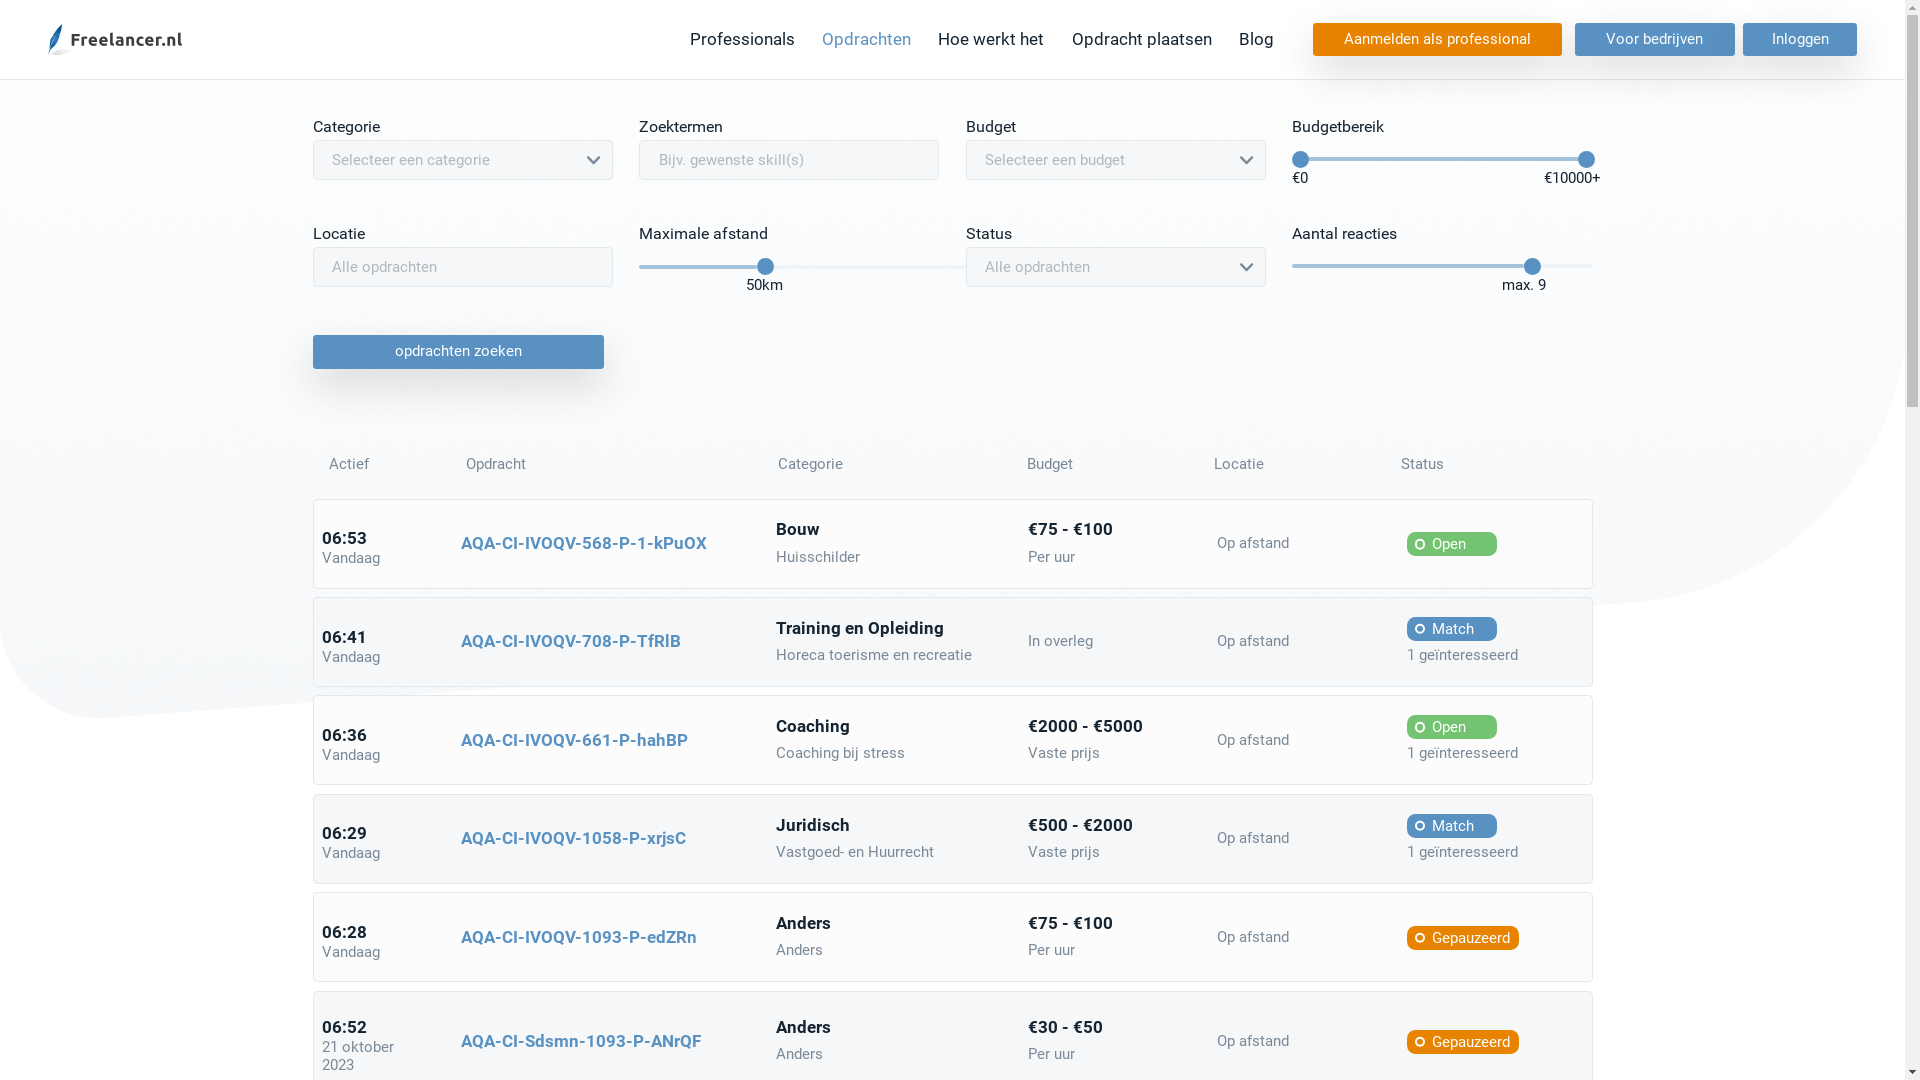 Freelancer.nl
Professionals Opdrachten Hoe werkt het Opdracht plaatsen Blog Aanmelden als professional Voor bedrijven Inloggen
Categorie Zoektermen Budget Budgetbereik
Selecteer een categorie Bijv. gewenste skill(s) Selecteer een budget
€0 €10000+
Locatie Maximale afstand Status Aantal reacties
Alle opdrachten Alle opdrachten
50km max. 9
opdrachten zoeken
Actief Opdracht Categorie Budget Locatie Status
06:53 AQA-CI-IVOQV-568-P-1-kPuOX Bouw €75 - €100 Op afstand Open
Vandaag Huisschilder Per uur
06:41 AQA-CI-IVOQV-708-P-TfRlB Training en Opleiding In overleg Op afstand Match
Vandaag Horeca toerisme en recreatie 1 geïnteresseerd
06:36 AQA-CI-IVOQV-661-P-hahBP Coaching €2000 - €5000 Op afstand Open
Vandaag Coaching bij stress Vaste prijs 1 geïnteresseerd
06:29 AQA-CI-IVOQV-1058-P-xrjsC Juridisch €500 - €2000 Op afstand Match
Vandaag Vastgoed- en Huurrecht Vaste prijs 1 geïnteresseerd
06:28 AQA-CI-IVOQV-1093-P-edZRn Anders €75 - €100 Op afstand Gepauzeerd
Vandaag Anders Per uur
06:52 AQA-CI-Sdsmn-1093-P-ANrQF Anders €30 - €50 Op afstand Gepauzeerd
21 oktober Anders Per uur
2023